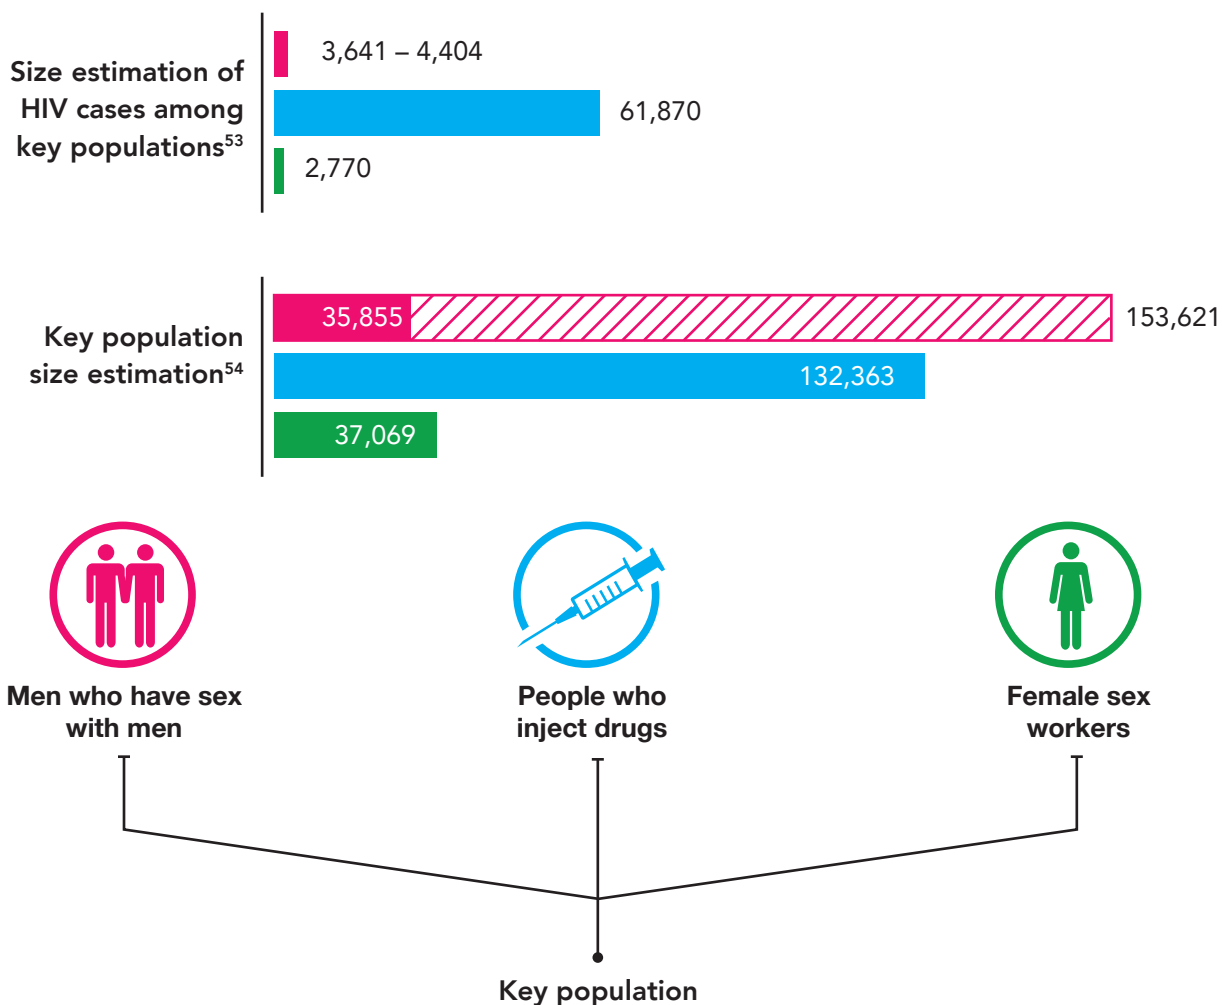 Size estimation of
HIV cases among
key populations53
3,641 – 4,404
61,870
2,770
Key population
size estimation54
35,855
153,621
132,363
37,069
Men who have sex
with men
People who
inject drugs
Female sex
workers
Key population